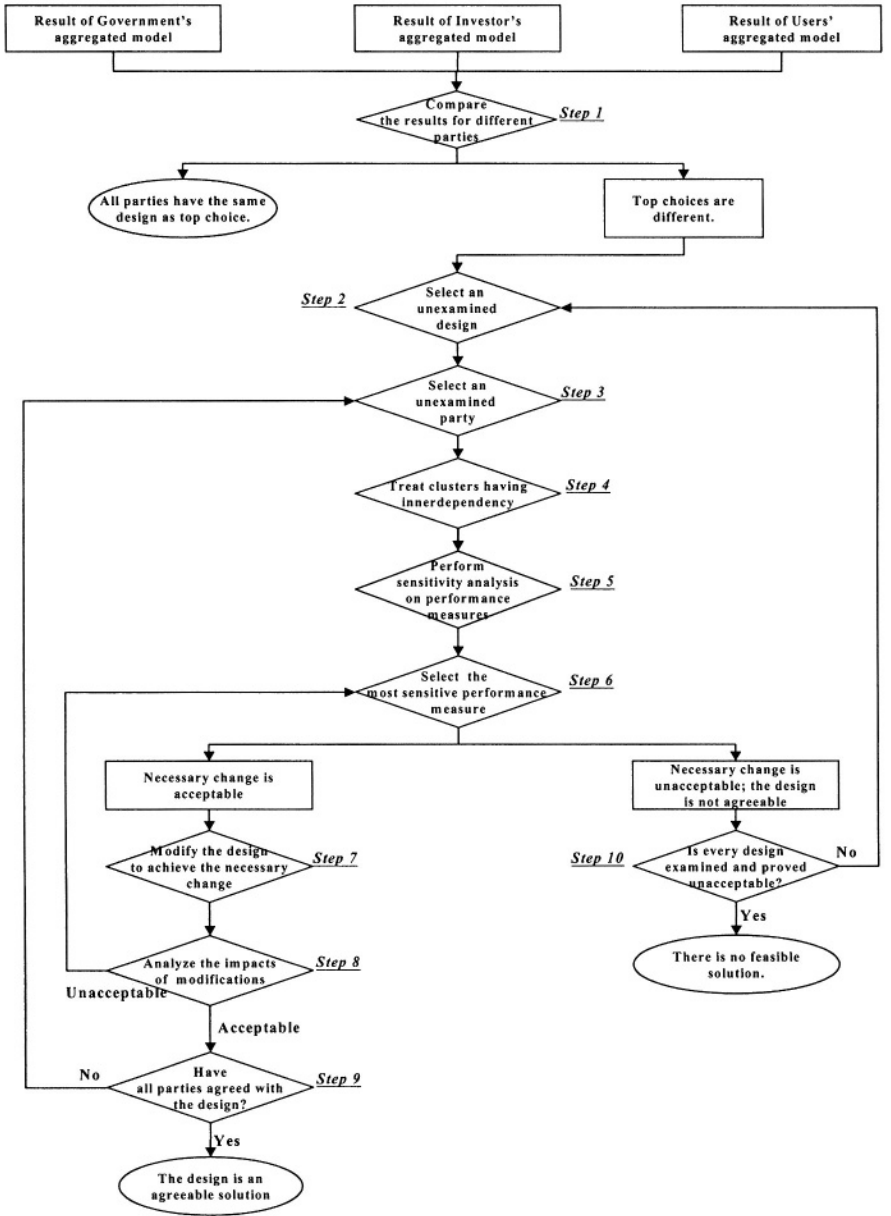 Result of Government's
aggregated model
Result of Investor's
aggregated model
Result of Users'
aggregated model
Compare
the results for different
parties
Step 1
All parties have the same
design as top choice.
Top choices are
different.
Step 2
Select an
unexamined
design
Select an
unexamined
party
Step 3
Treat clusters having
innerdependency
Step 4
Perform
sensitivity analysis
on performance
measures
Step 5
Select the
most sensitive performance
measure
Step 6
Necessary change is
acceptable
Necessary change is
unacceptable; the design
is not agreeable
Modify the design
to achieve the necessary
change
Step 7
Step 10
Is every design
examined and proved
unacceptable?
No
Yes
There is no feasible
solution.
Analyze the impacts
of modifications
Step 8
Unacceptable
Acceptable
No
Have
all parties agreed with
the design?
Step 9
Yes
The design is an
agreeable solution